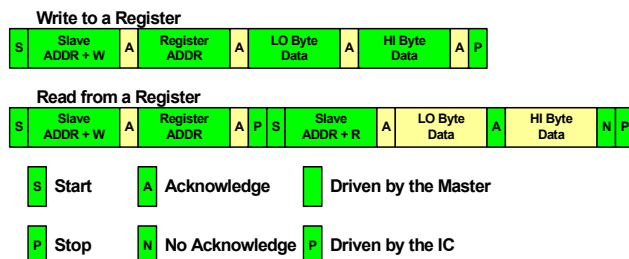 Write to a Register
S Slave ADDR + W A Register ADDR A LO Byte Data A HI Byte Data A P
Read from a Register
S Slave ADDR + W A Register ADDR A P S Slave ADDR + R A LO Byte Data A HI Byte Data N P
S Start A Acknowledge Driven by the Master
P Stop N No Acknowledge P Driven by the IC